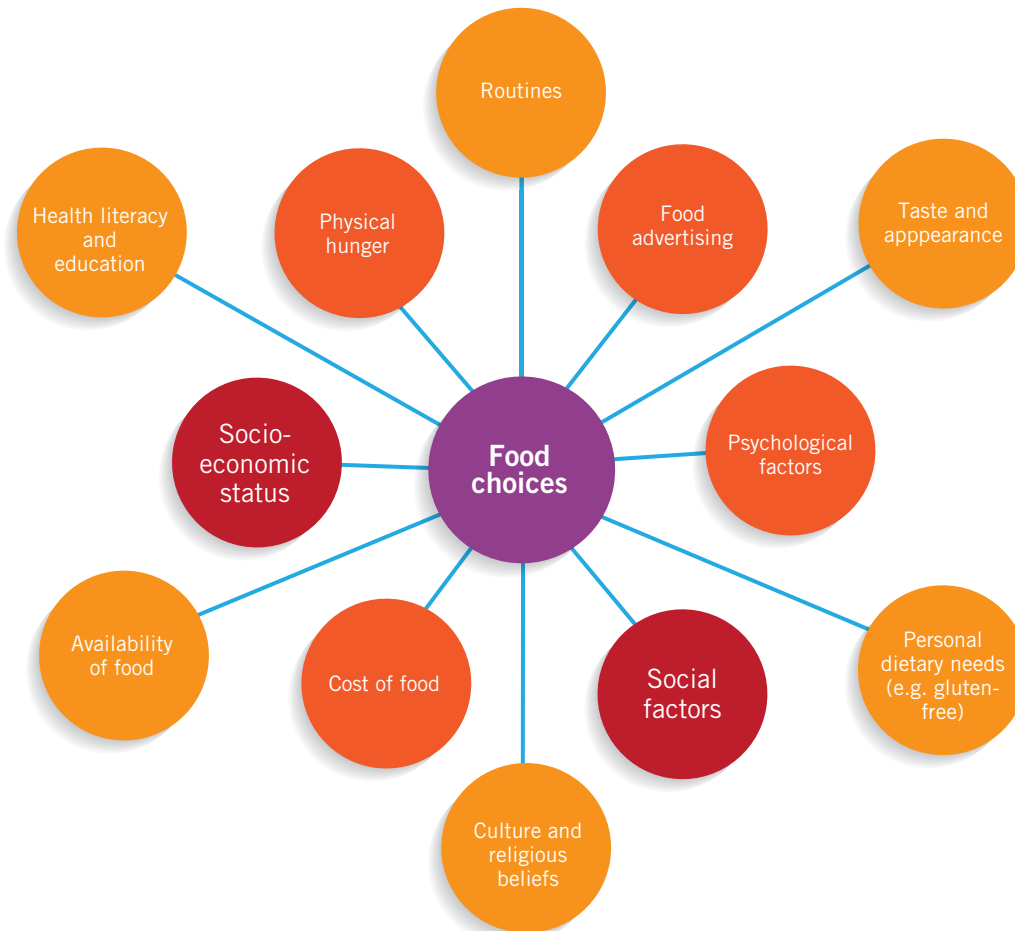 Routines
Health literacy
and
education
Physical
hunger
Food
advertising
Taste and
apppearance
Socio-
economic
status
Food
choices
Psychological
factors
Availability
of food
Cost of food
Social
factors
Personal
dietary needs
(e.g. gluten-
free)
Culture and
religious
beliefs